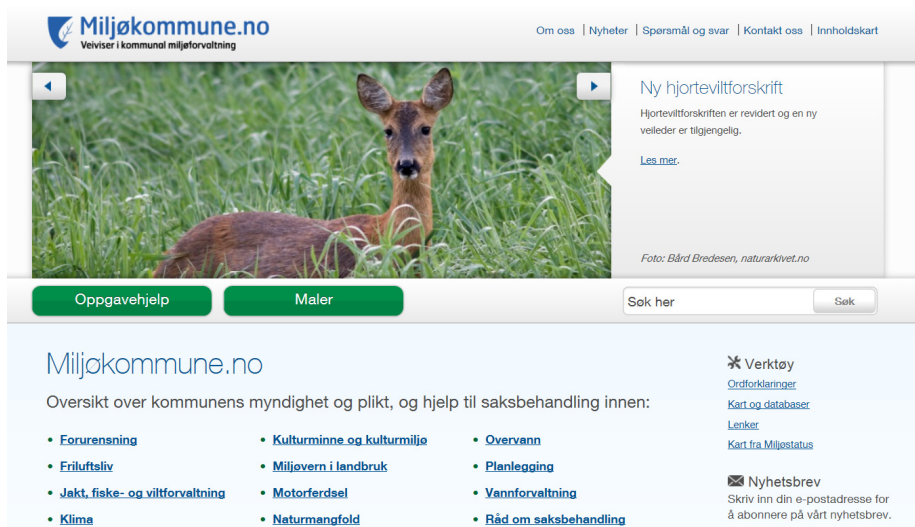 Miljøkommune.no
Veiviser i kommunal miljøforvaltning
Om oss | Nyheter | Spørsmål og svar | Kontakt oss | Innholdskart
Ny hjorteviltforskrift
Hjorteviltforskriften er revidert og en ny
veileder er tilgjengelig.
Les mer.
Foto: Bård Bredesen, naturarkivet.no
Oppgavehjelp
Maler
Søk her
Søk
Miljøkommune.no
Oversikt over kommunens myndighet og plikt, og hjelp til saksbehandling innen:
• Forurensning
• Friluftsliv
• Jakt, fiske- og viltforvaltning
• Klima
• Kulturminne og kulturmiljø
• Miljøvern i landbruk
• Motorferdsel
• Naturmangfold
• Overvann
• Planlegging
• Vannforvaltning
• Råd om saksbehandling
Verktøy
Ordforklaringer
Kart og databaser
Lenker
Kart fra Miljøstatus
Nyhetsbrev
Skriv inn din e-postadresse for
å abonnere på vårt nyhetsbrev.